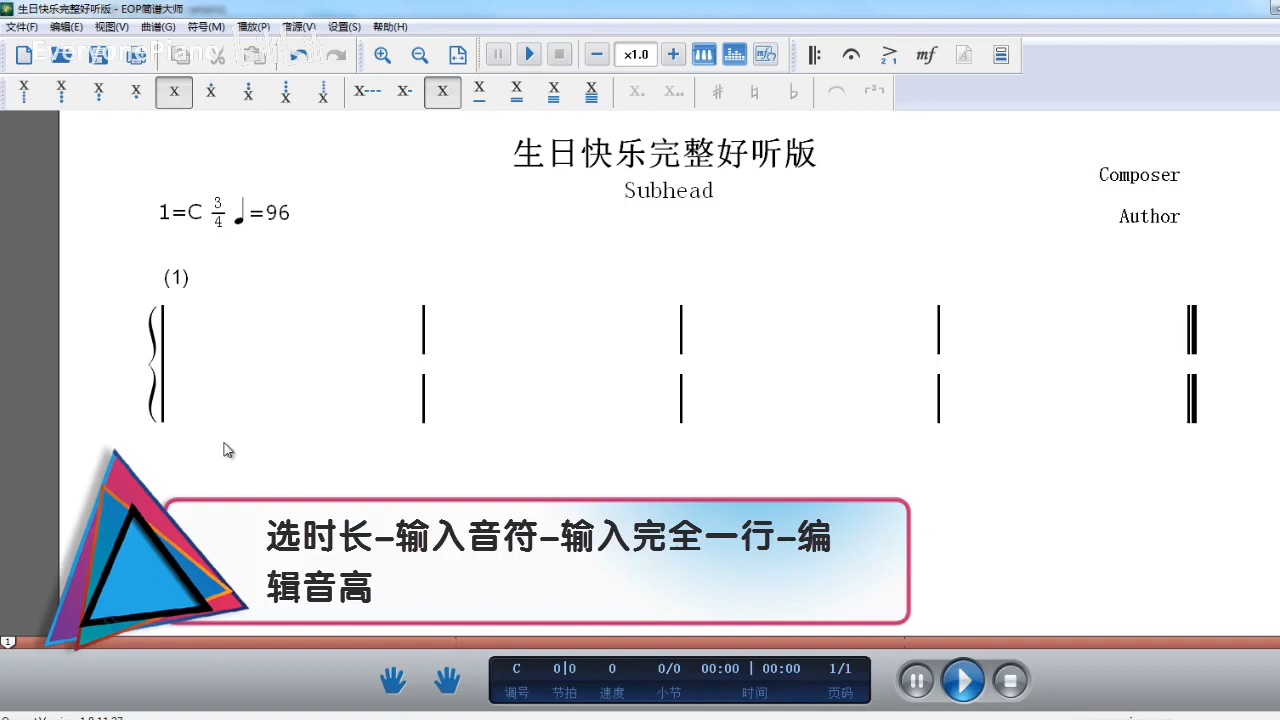 生日快乐完整好听版 - EOP简谱大师
文件(F) 编辑(E) 视图(V) 曲谱(G) 符号(M) 播放(P) 音源(V) 设置(S) 帮助(H)
×1.0
生日快乐完整好听版
Subhead
Composer
Author
1=C 3/4 ♩=96
(1)
选时长-输入音符-输入完全一行-编
辑音高
1
C 0|0 0 0/0 00:00 | 00:00 1/1
调号 节拍 速度 小节 时间 页码